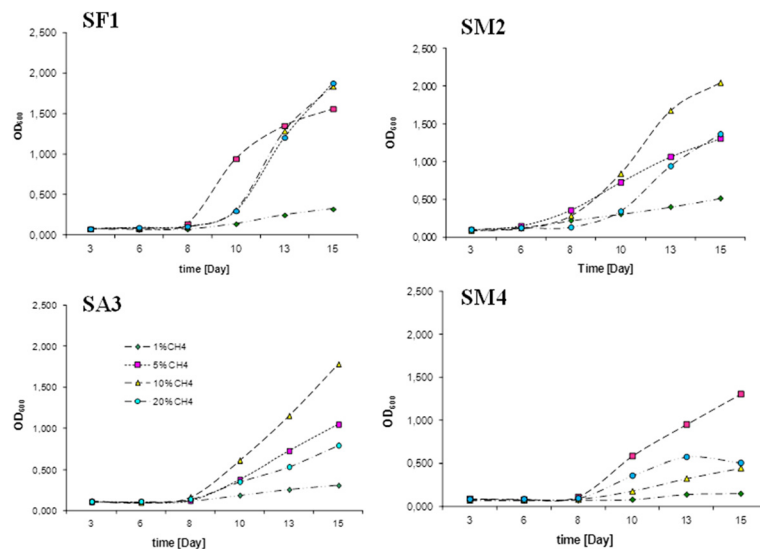 SF1
2,500
2,000
1,500
1,000
0,500
0,000
OD600
3 6 8 10 13 15
time [Day]
SM2
2,500
2,000
1,500
1,000
0,500
0,000
OD600
3 6 8 10 13 15
Time [Day]
SA3
2,500
2,000
1,500
1,000
0,500
0,000
OD600
1%CH4
5%CH4
10%CH4
20%CH4
3 6 8 10 13 15
time [Day]
SM4
2,500
2,000
1,500
1,000
0,500
0,000
OD600
3 6 8 10 13 15
time [Day]